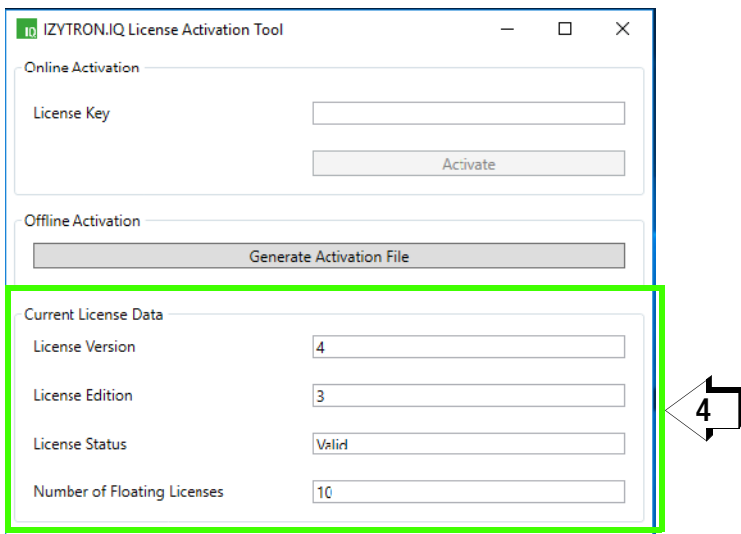 IQ IZYTRON.IQ License Activation Tool
Online Activation
License Key
Activate
Offline Activation
Generate Activation File
Current License Data
License Version 4
License Edition 3
License Status Valid
Number of Floating Licenses 10
4